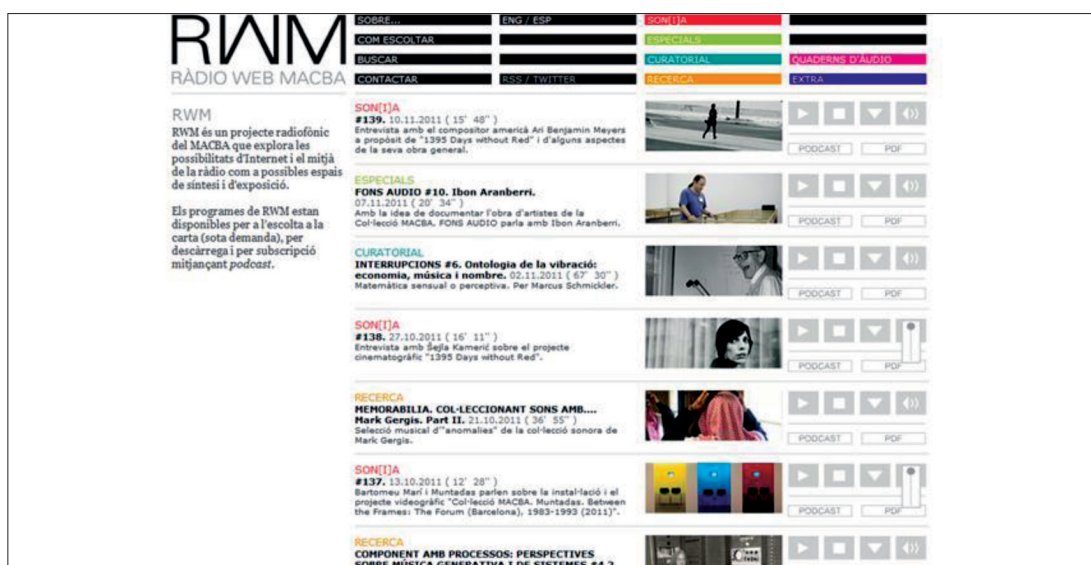 RWM
RÀDIO WEB MACBA
SOBRE...
ENG / ESP
SON[I]A
COM ESCOLTAR
ESPECIALS
BUSCAR
CURATORIAL
QUADERNS D'ÀUDIO
CONTACTAR
RSS / TWITTER
RECERCA
EXTRA
RWM
RWM és un projecte radiofònic
del MACBA que explora les
possibilitats d'Internet i el mitjà
de la ràdio com a possibles espais
de síntesi i d'exposició.
Els programes de RWM estan
disponibles per a l'escolta a la
carta (sota demanda), per
descàrrega i per subscripció
mitjançant podcast.
SON[I]A
#139. 10.11.2011 ( 15' 48'' )
Entrevista amb el compositor americà Ari Benjamin Meyers
a propòsit de "1395 Days without Red" i d'alguns aspectes
de la seva obra general.
PODCAST
PDF
ESPECIALS
FONS AUDIO #10. Ibon Aranberri.
07.11.2011 ( 20' 34'' )
Amb la idea de documentar l'obra d'artistes de la
Col·lecció MACBA. FONS AUDIO parla amb Ibon Aranberri.
PODCAST
PDF
CURATORIAL
INTERRUPCIONS #6. Ontologia de la vibració:
economia, música i nombre. 02.11.2011 ( 67' 30'' )
Matemàtica sensual o perceptiva. Per Marcus Schmickler.
PODCAST
PDF
SON[I]A
#138. 27.10.2011 ( 16' 11'' )
Entrevista amb Šejla Kamerić sobre el projecte
cinematogràfic "1395 Days without Red".
PODCAST
PDF
RECERCA
MEMORABILIA. COL·LECCIONANT SONS AMB....
Mark Gergis. Part II. 21.10.2011 ( 36' 55'' )
Selecció musical d'"anomalies" de la col·lecció sonora de
Mark Gergis.
PODCAST
PDF
SON[I]A
#137. 13.10.2011 ( 12' 28'' )
Bartomeu Marí i Muntadas parlen sobre la instal·lació i el
projecte videogràfic "Col·lecció MACBA. Muntadas. Between
the Frames: The Forum (Barcelona), 1983-1993 (2011)".
PODCAST
PDF
RECERCA
COMPONENT AMB PROCESSOS: PERSPECTIVES
SOBRE MÚSICA GENERATIVA I DE SISTEMES #4.2